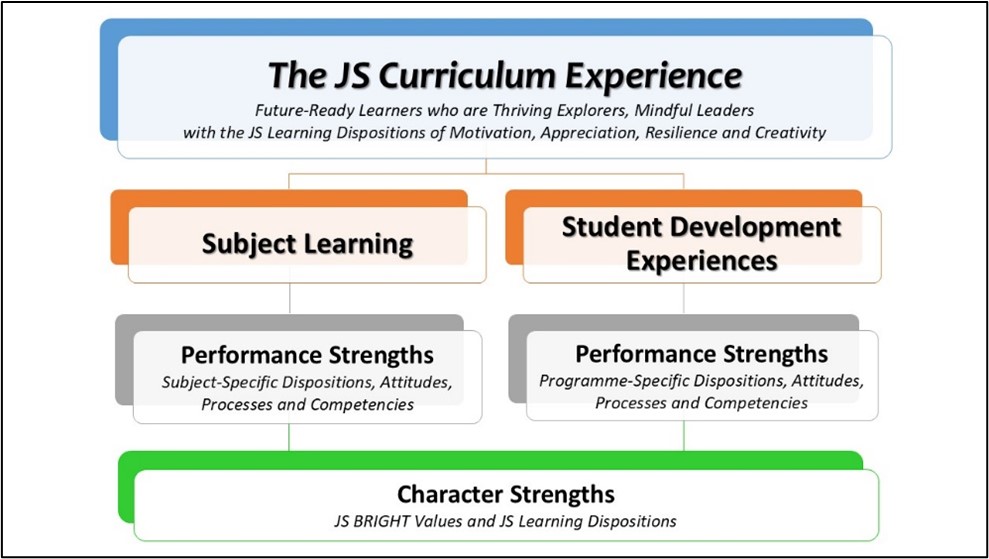 The JS Curriculum Experience
Future-Ready Learners who are Thriving Explorers, Mindful Leaders
with the JS Learning Dispositions of Motivation, Appreciation, Resilience and Creativity
Subject Learning
Student Development
Experiences
Performance Strengths
Subject-Specific Dispositions, Attitudes,
Processes and Competencies
Performance Strengths
Programme-Specific Dispositions, Attitudes,
Processes and Competencies
Character Strengths
JS BRIGHT Values and JS Learning Dispositions